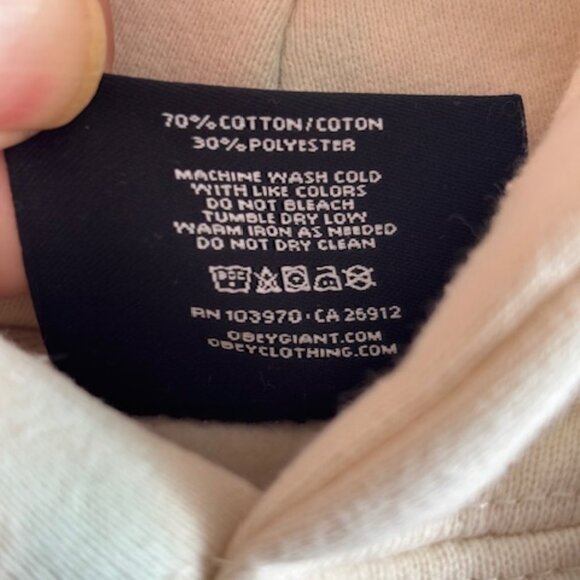 70% COTTON/COTON
30% POLYESTER
MACHINE WASH COLD
WITH LIKE COLORS
DO NOT BLEACH
TUMBLE DRY LOW
WARM IRON AS NEEDED
DO NOT DRY CLEAN
RN 103970 · CA 26912
OBEYGIANT.COM
OBEYCLOTHING.COM